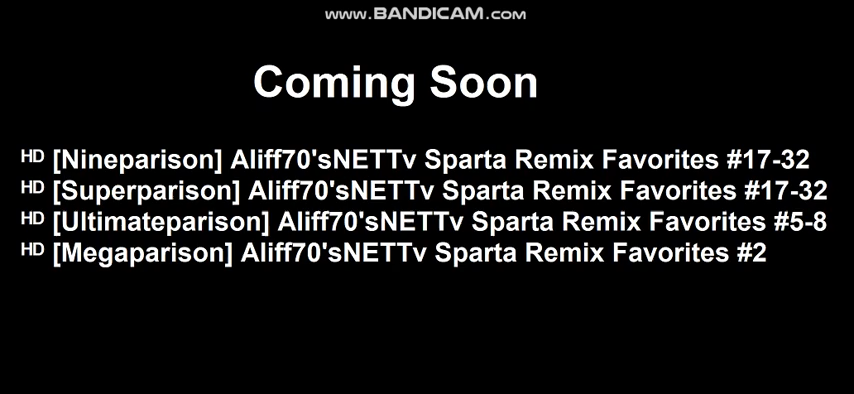 www.BANDICAM.com
Coming Soon
ᴴᴰ [Nineparison] Aliff70'sNETTv Sparta Remix Favorites #17-32
ᴴᴰ [Superparison] Aliff70'sNETTv Sparta Remix Favorites #17-32
ᴴᴰ [Ultimateparison] Aliff70'sNETTv Sparta Remix Favorites #5-8
ᴴᴰ [Megaparison] Aliff70'sNETTv Sparta Remix Favorites #2